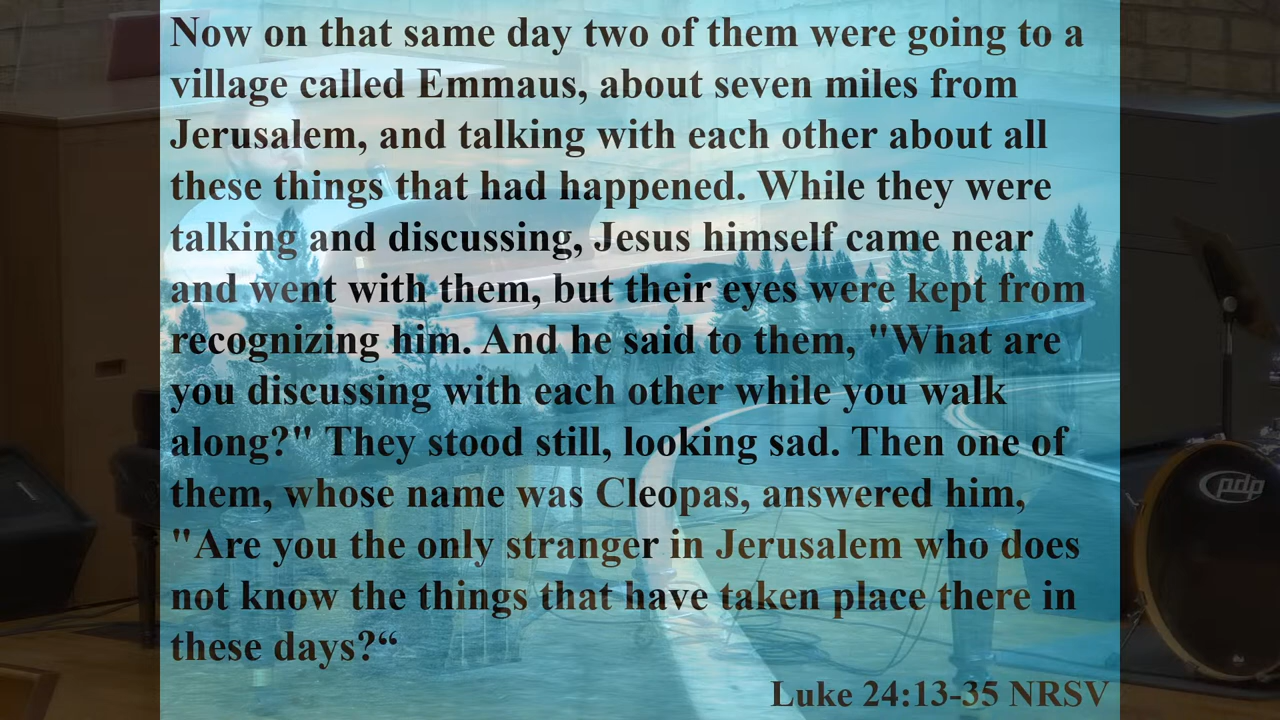 Now on that same day two of them were going to a
village called Emmaus, about seven miles from
Jerusalem, and talking with each other about all
these things that had happened. While they were
talking and discussing, Jesus himself came near
and went with them, but their eyes were kept from
recognizing him. And he said to them, "What are
you discussing with each other while you walk
along?" They stood still, looking sad. Then one of
them, whose name was Cleopas, answered him,
"Are you the only stranger in Jerusalem who does
not know the things that have taken place there in
these days?“
Luke 24:13-35 NRSV
pdp